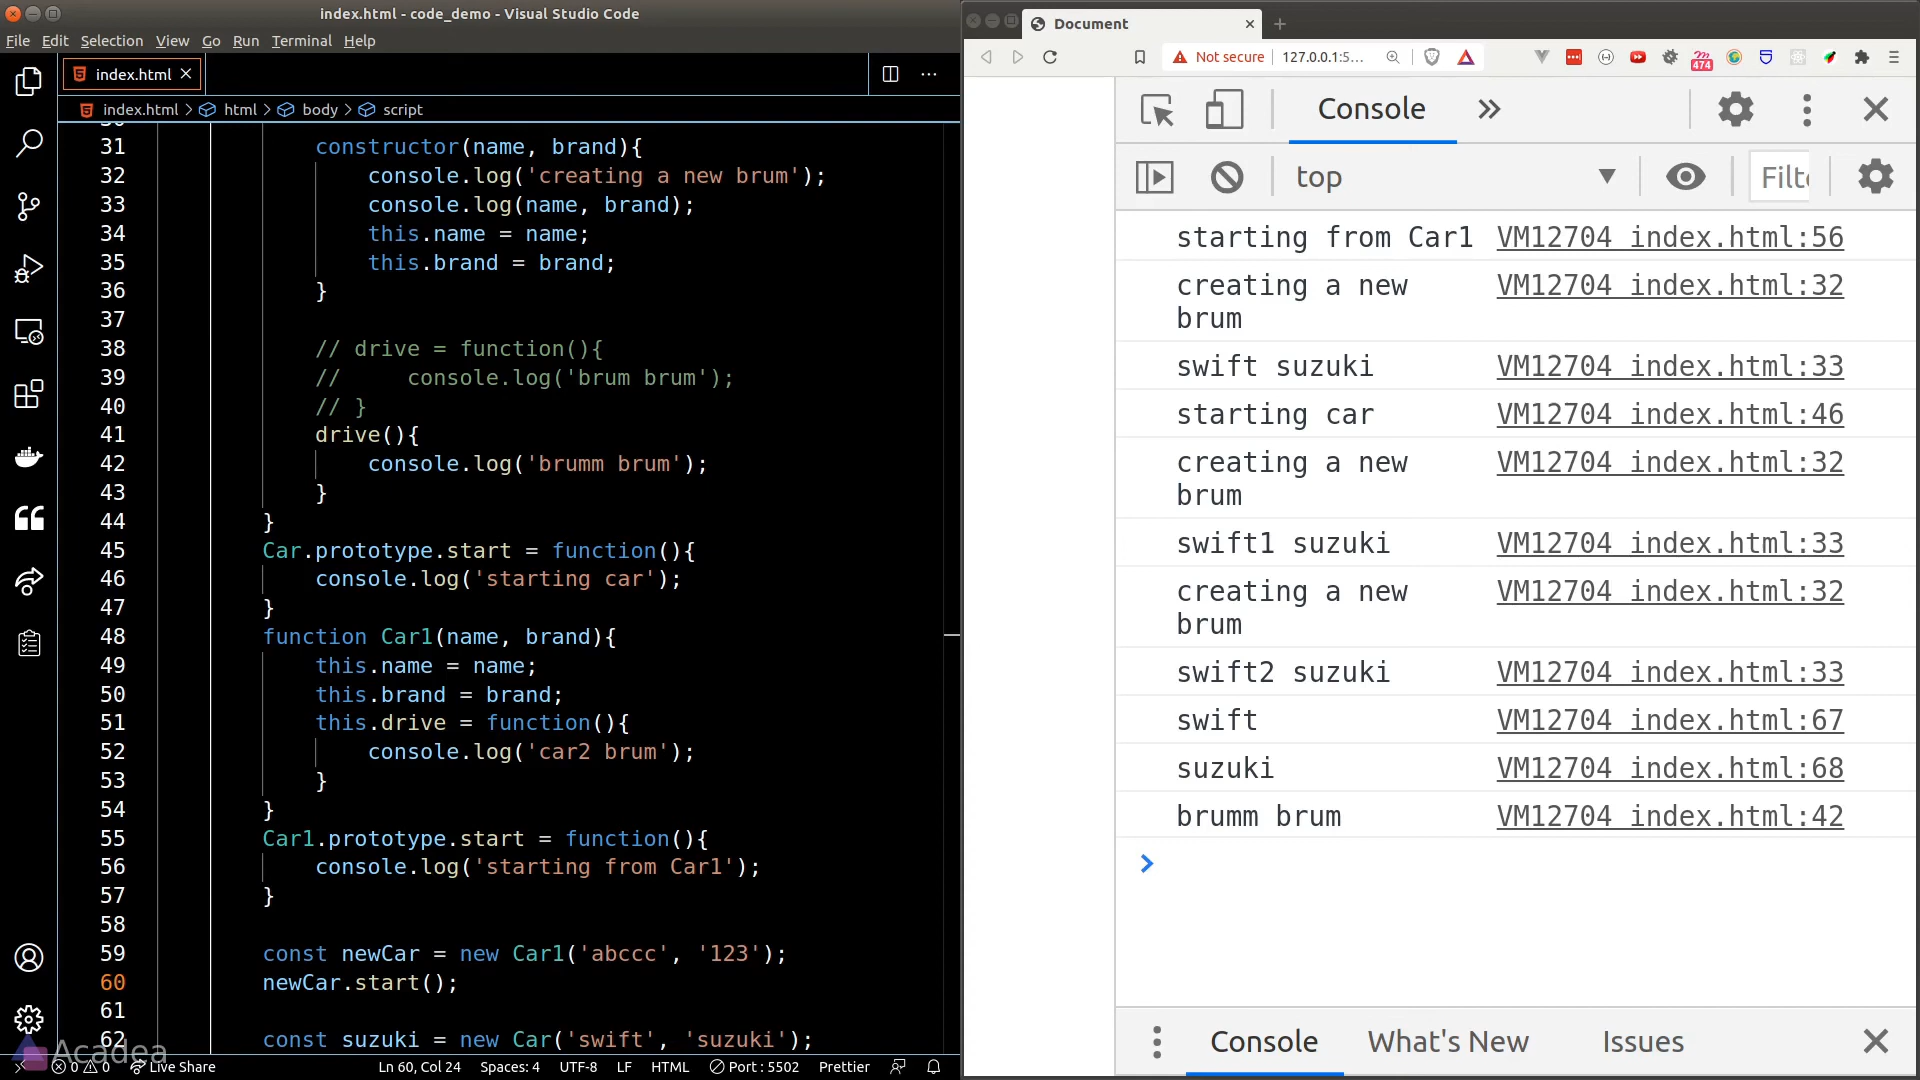 index.html - code_demo - Visual Studio Code
File Edit Selection View Go Run Terminal Help
index.html
index.html > html > body > script
31 constructor(name, brand){
32 console.log('creating a new brum');
33 console.log(name, brand);
34 this.name = name;
35 this.brand = brand;
36 }
37
38 // drive = function(){
39 //     console.log('brum brum');
40 // }
41 drive(){
42 console.log('brumm brum');
43 }
44 }
45 Car.prototype.start = function(){
46 console.log('starting car');
47 }
48 function Car1(name, brand){
49 this.name = name;
50 this.brand = brand;
51 this.drive = function(){
52 console.log('car2 brum');
53 }
54 }
55 Car1.prototype.start = function(){
56 console.log('starting from Car1');
57 }
58
59 const newCar = new Car1('abccc', '123');
60 newCar.start();
61
62 const suzuki = new Car('swift', 'suzuki');
Acadea
0 0 Live Share Ln 60, Col 24 Spaces: 4 UTF-8 LF HTML Port : 5502 Prettier
Document
Not secure 127.0.0.1:5... 474
Console
top Filte
starting from Car1 VM12704 index.html:56
creating a new VM12704 index.html:32
brum
swift suzuki VM12704 index.html:33
starting car VM12704 index.html:46
creating a new VM12704 index.html:32
brum
swift1 suzuki VM12704 index.html:33
creating a new VM12704 index.html:32
brum
swift2 suzuki VM12704 index.html:33
swift VM12704 index.html:67
suzuki VM12704 index.html:68
brumm brum VM12704 index.html:42
Console What's New Issues